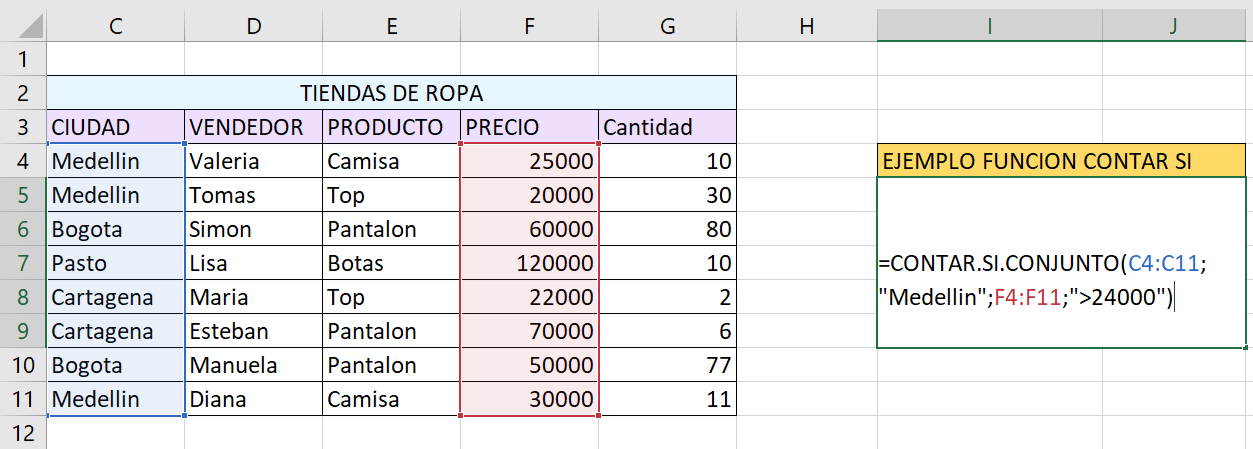 C D E F G H I J
1
2 TIENDAS DE ROPA
3 CIUDAD VENDEDOR PRODUCTO PRECIO Cantidad
4 Medellin Valeria Camisa 25000 10 EJEMPLO FUNCION CONTAR SI
5 Medellin Tomas Top 20000 30
6 Bogota Simon Pantalon 60000 80
7 Pasto Lisa Botas 120000 10 =CONTAR.SI.CONJUNTO(C4:C11;
8 Cartagena Maria Top 22000 2 "Medellin";F4:F11;">24000")
9 Cartagena Esteban Pantalon 70000 6
10 Bogota Manuela Pantalon 50000 77
11 Medellin Diana Camisa 30000 11
12